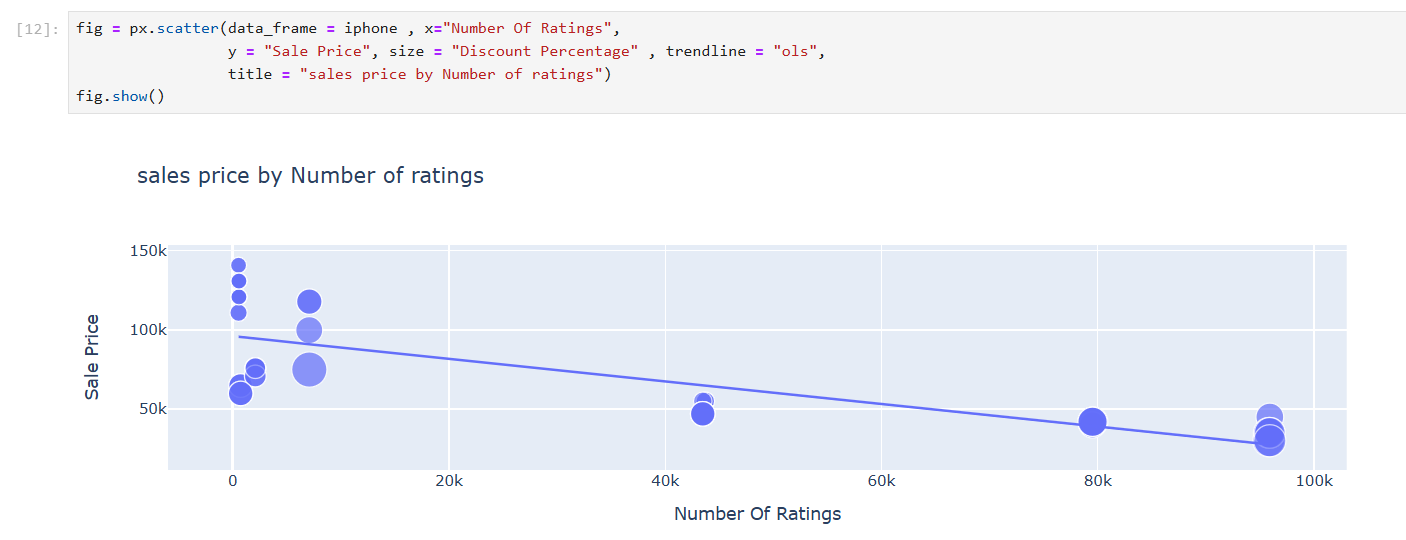 [12]: fig = px.scatter(data_frame = iphone , x="Number Of Ratings",
y = "Sale Price", size = "Discount Percentage" , trendline = "ols",
title = "sales price by Number of ratings")
fig.show()
sales price by Number of ratings
150k
100k
50k
Sale Price
0 20k 40k 60k 80k 100k
Number Of Ratings